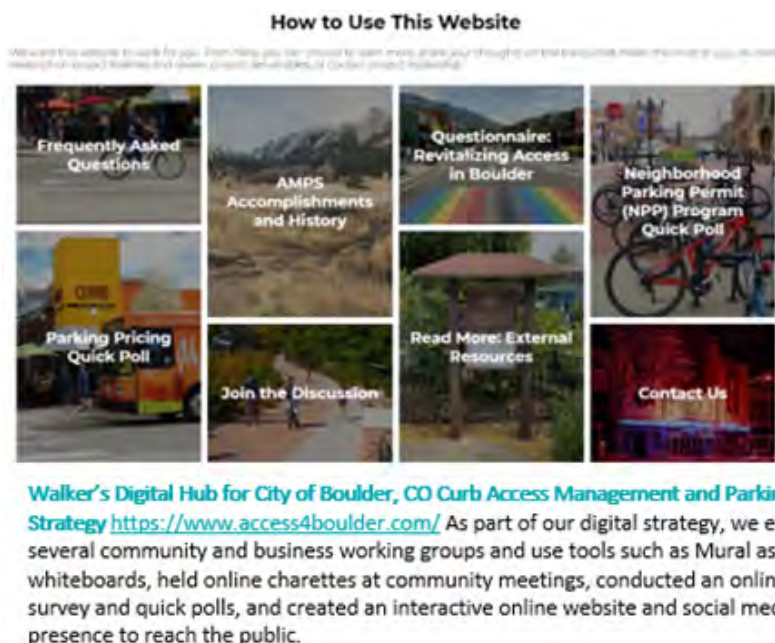 How to Use This Website
Frequently Asked
Questions
AMPS
Accomplishments
and History
Questionnaire:
Revitalizing Access
in Boulder
Neighborhood
Parking Permit
(NPP) Program
Quick Poll
Parking Pricing
Quick Poll
Join the Discussion
Read More: External
Resources
Contact Us
Walker's Digital Hub for City of Boulder, CO Curb Access Management and Parkin
Strategy https://www.access4boulder.com/ As part of our digital strategy, we e
several community and business working groups and use tools such as Mural as
whiteboards, held online charettes at community meetings, conducted an onlin
survey and quick polls, and created an interactive online website and social med
presence to reach the public.